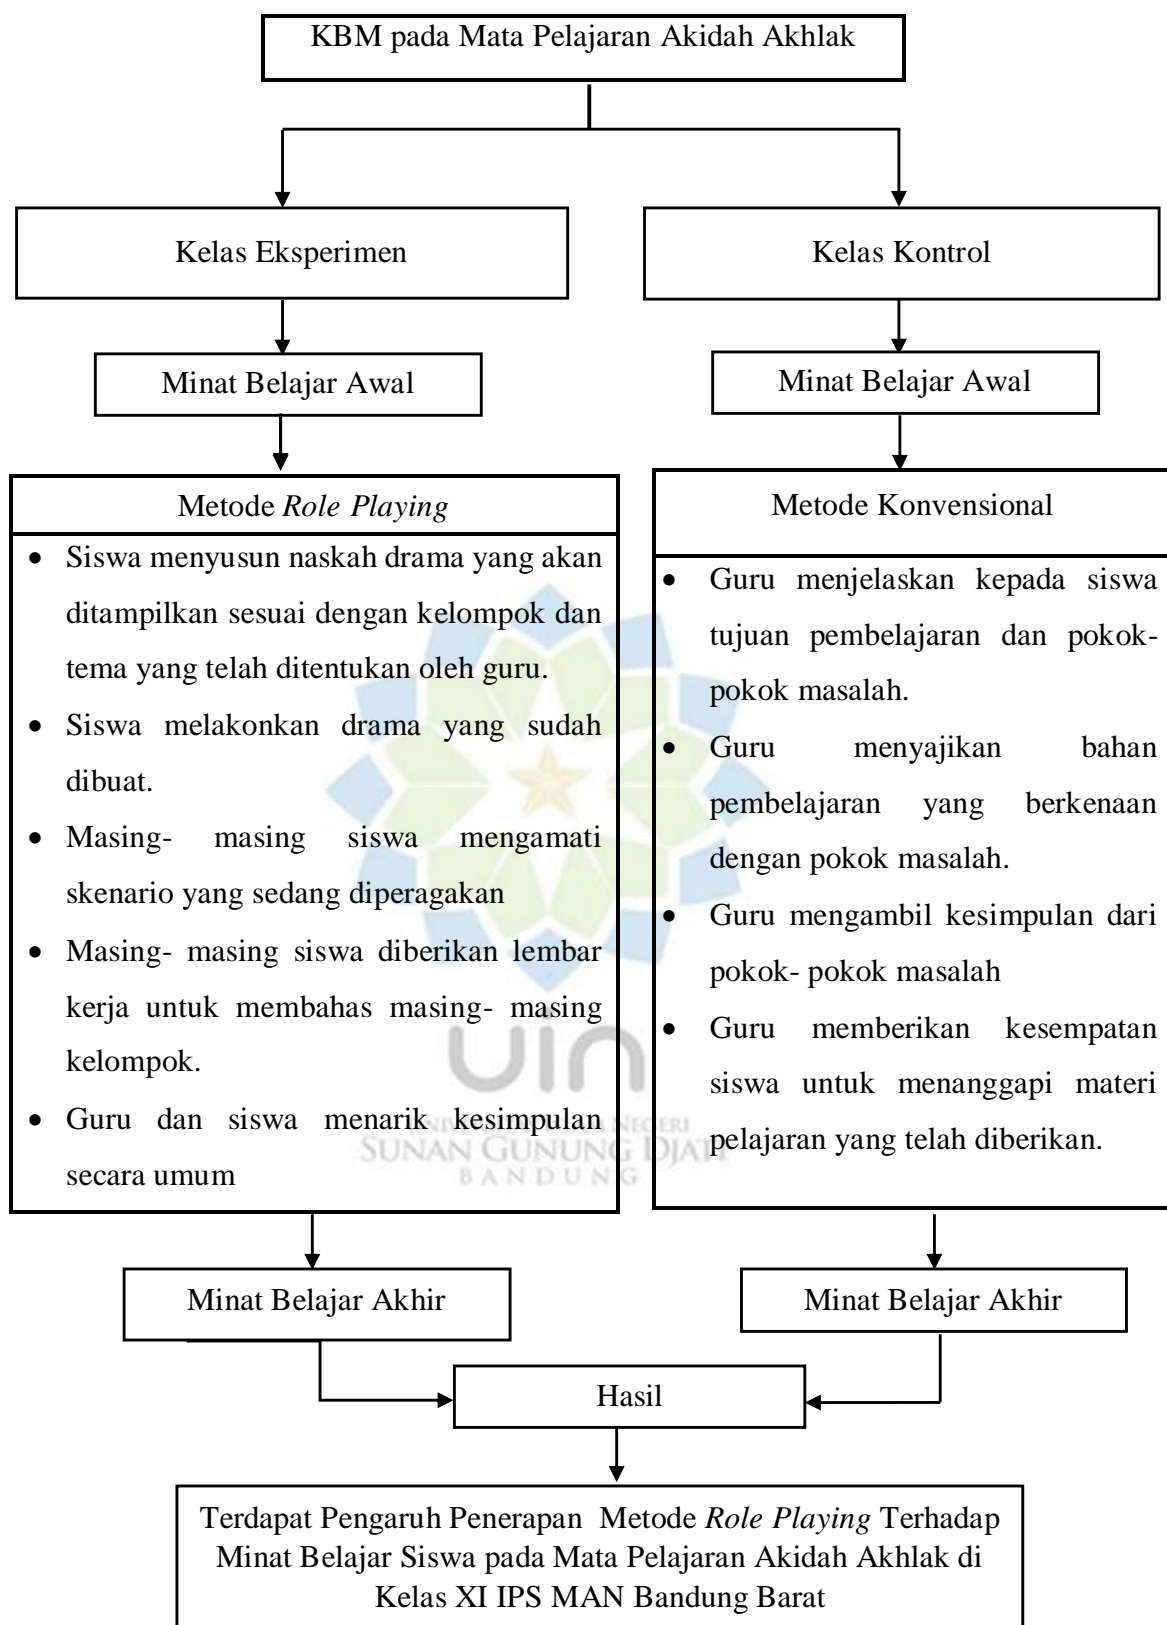 KBM pada Mata Pelajaran Akidah Akhlak
Kelas Eksperimen
Kelas Kontrol
Minat Belajar Awal
Minat Belajar Awal
Metode Role Playing
• Siswa menyusun naskah drama yang akan
ditampilkan sesuai dengan kelompok dan
tema yang telah ditentukan oleh guru.
• Siswa melakonkan drama yang sudah
dibuat.
• Masing- masing siswa mengamati
skenario yang sedang diperagakan
• Masing- masing siswa diberikan lembar
kerja untuk membahas masing- masing
kelompok.
• Guru dan siswa menarik kesimpulan
secara umum
Metode Konvensional
• Guru menjelaskan kepada siswa
tujuan pembelajaran dan pokok-
pokok masalah.
• Guru menyajikan bahan
pembelajaran yang berkenaan
dengan pokok masalah.
• Guru mengambil kesimpulan dari
pokok- pokok masalah
• Guru memberikan kesempatan
siswa untuk menanggapi materi
pelajaran yang telah diberikan.
uin
NEGERI
SUNAN GUNUNG DJATI
BANDUNG
Minat Belajar Akhir
Minat Belajar Akhir
Hasil
Terdapat Pengaruh Penerapan Metode Role Playing Terhadap
Minat Belajar Siswa pada Mata Pelajaran Akidah Akhlak di
Kelas XI IPS MAN Bandung Barat